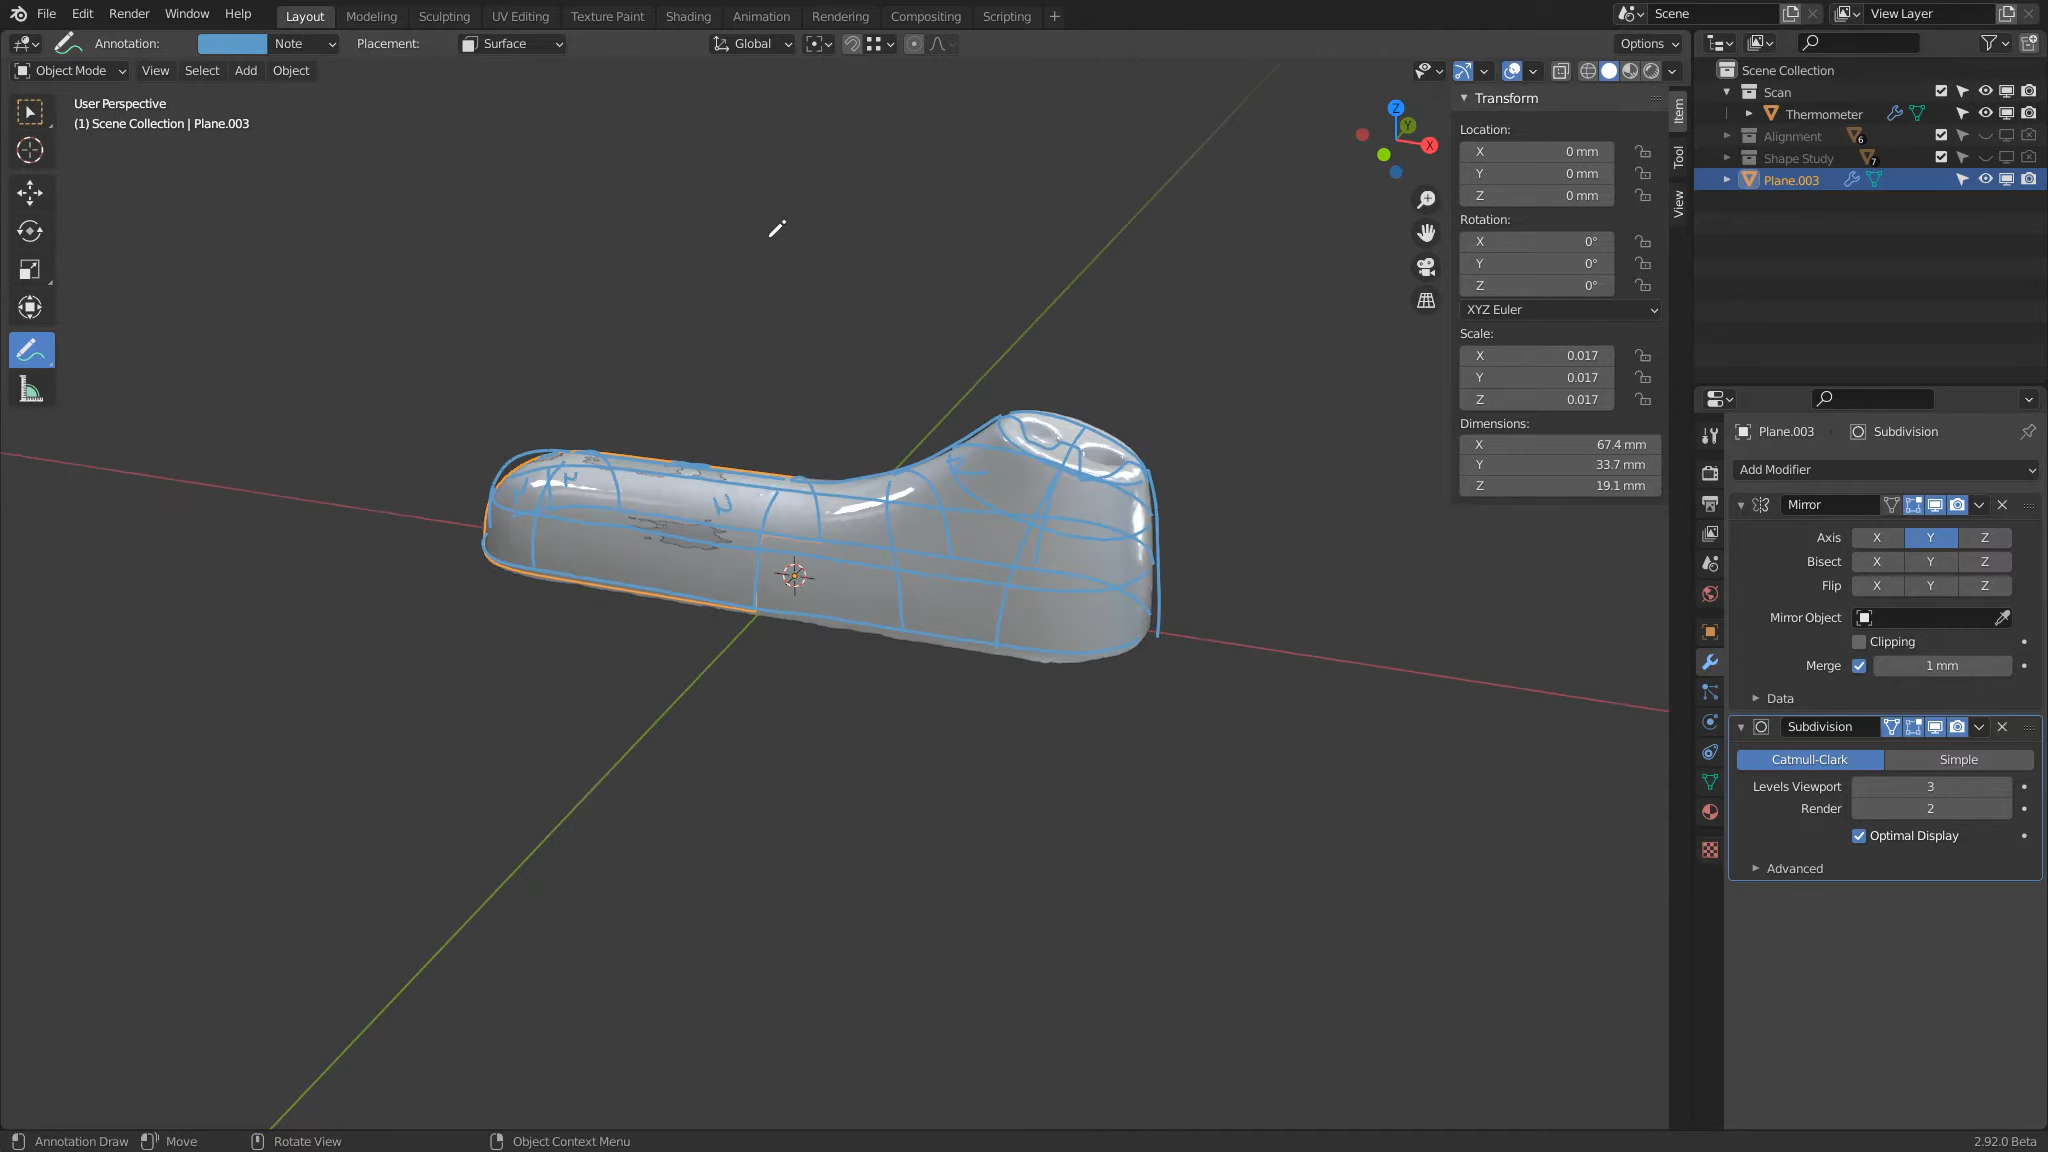 File Edit Render Window Help Layout Modeling Sculpting UV Editing Texture Paint Shading Animation Rendering Compositing Scripting + Scene View Layer
Annotation: Note Placement: Surface Global Options
Object Mode View Select Add Object
User Perspective
(1) Scene Collection | Plane.003
Z
Y
X
Transform
Location:
X 0 mm
Y 0 mm
Z 0 mm
Rotation:
X 0°
Y 0°
Z 0°
XYZ Euler
Scale:
X 0.017
Y 0.017
Z 0.017
Dimensions:
X 67.4 mm
Y 33.7 mm
Z 19.1 mm
Item
Tool
View
Scene Collection
Scan
Thermometer
Alignment 6
Shape Study 7
Plane.003
Plane.003 Subdivision
Add Modifier
Mirror
Axis X Y Z
Bisect X Y Z
Flip X Y Z
Mirror Object
Clipping
Merge 1 mm
Data
Subdivision
Catmull-Clark Simple
Levels Viewport 3
Render 2
Optimal Display
Advanced
Annotation Draw Move Rotate View Object Context Menu 2.92.0 Beta